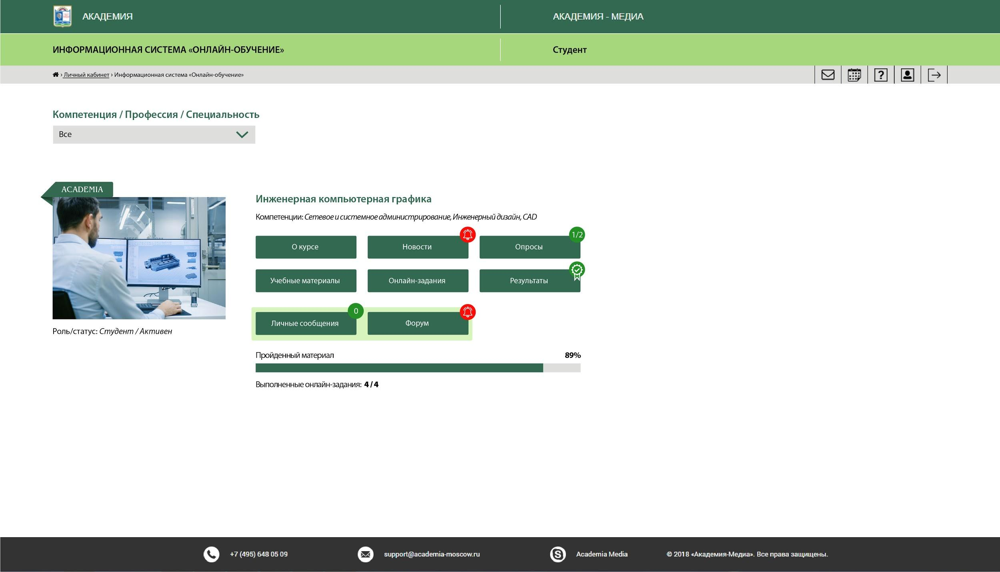 АКАДЕМИЯ
АКАДЕМИЯ - МЕДИА
ИНФОРМАЦИОННАЯ СИСТЕМА «ОНЛАЙН-ОБУЧЕНИЕ»
Студент
› Личный кабинет › Информационная система «Онлайн-обучение»
?
Компетенция / Профессия / Специальность
Все
ACADEMIA
Инженерная компьютерная графика
Компетенции: Сетевое и системное администрирование, Инженерный дизайн, CAD
О курсе
Новости
Опросы
1/2
Учебные материалы
Онлайн-задания
Результаты
Личные сообщения
0
Форум
Роль/статус: Студент / Активен
Пройденный материал
89%
Выполненные онлайн-задания: 4 / 4
+7 (495) 648 05 09
support@academia-moscow.ru
Academia Media
© 2018 «Академия-Медиа». Все права защищены.